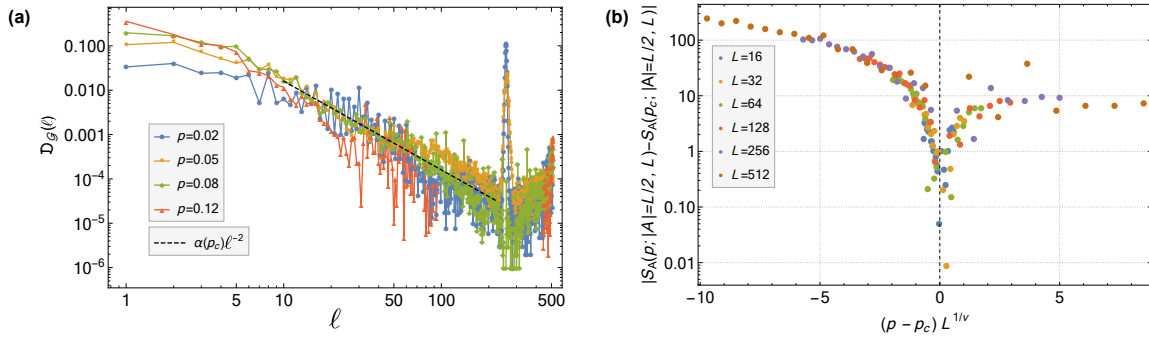 (a)
0.100
0.010
0.001
10⁻⁴
10⁻⁵
10⁻⁶
𝔇_𝒢(ℓ)
p=0.02
p=0.05
p=0.08
p=0.12
α(p_c)ℓ⁻²
1
5
10
50
100
500
ℓ
(b)
|S_A(p; |A|=L/2, L)−S_A(p_c; |A|=L/2, L)|
100
10
1
0.10
0.01
L=16
L=32
L=64
L=128
L=256
L=512
−10
−5
0
5
(p−p_c) L^{1/ν}